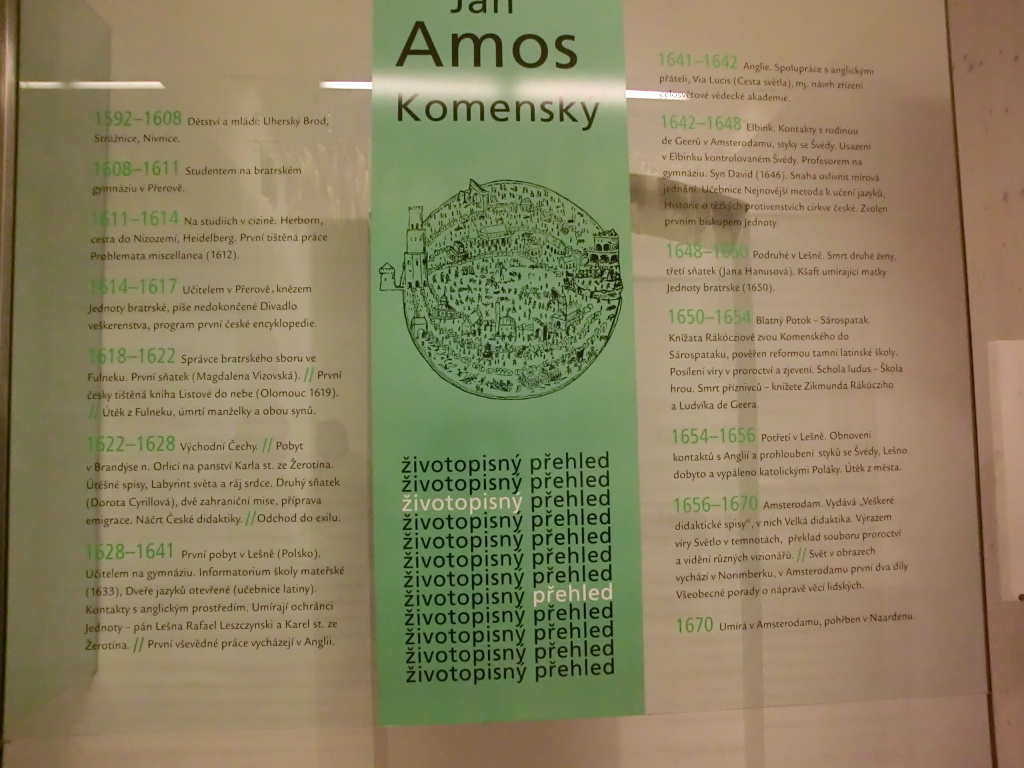 Jan
Amos
Komenský
1592–1608 Dětství a mládí: Uherský Brod,
Strážnice, Nivnice.
1608–1611 Studentem na bratrském
gymnáziu v Přerově.
1611–1614 Na studiích v cizině. Herborn,
cesta do Nizozemí, Heidelberg. První tištěná práce
Problemata miscellanea (1612).
1614–1617 Učitelem v Přerově, knězem
Jednoty bratrské, píše nedokončené Divadlo
veškerenstva, program první české encyklopedie.
1618–1622 Správce bratrského sboru ve
Fulneku. První sňatek (Magdalena Vizovská). // První
česky tištěná kniha Listové do nebe (Olomouc 1619).
// Útěk z Fulneku, úmrtí manželky a obou synů.
1622–1628 Východní Čechy. // Pobyt
v Brandýse n. Orlicí na panství Karla st. ze Žerotína.
Útěšné spisy, Labyrint světa a ráj srdce. Druhý sňatek
(Dorota Cyrillová), dvě zahraniční mise, příprava
emigrace. Náčrt České didaktiky. // Odchod do exilu.
1628–1641 První pobyt v Lešně (Polsko).
Učitelem na gymnáziu. Informatorium školy mateřské
(1633), Dveře jazyků otevřené (učebnice latiny).
Kontakty s anglickým prostředím. Umírají ochránci
Jednoty – pán Lešna Rafael Leszczynski a Karel st. ze
Žerotína. // První vševědné práce vycházejí v Anglii.
životopisný přehled
životopisný přehled
životopisný přehled
životopisný přehled
životopisný přehled
životopisný přehled
životopisný přehled
životopisný přehled
životopisný přehled
životopisný přehled
životopisný přehled
životopisný přehled
1641–1642 Anglie. Spolupráce s anglickými
přáteli, Via Lucis (Cesta světla), mj. návrh zřízení
celosvětové vědecké akademie.
1642–1648 Elbink. Kontakty s rodinou
de Geerů v Amsterodamu, styky se Švédy. Usazení
v Elbinku kontrolovaném Švédy. Profesorem na
gymnáziu. Syn David (1646). Snaha ovlivnit mírová
jednání. Učebnice Nejnovější metoda k učení jazyků,
Historie o těžkých protivenstvích církve české. Zvolen
prvním biskupem Jednoty.
1648–1650 Podruhé v Lešně. Smrt druhé ženy,
třetí sňatek (Jana Hanusová). Kšaft umírající matky
Jednoty bratrské (1650).
1650–1654 Blatný Potok - Sárospatak.
Knížata Rákócziové zvou Komenského do
Sárospataku, pověřen reformou tamní latinské školy.
Posílení víry v proroctví a zjevení. Schola ludus – Škola
hrou. Smrt příznivců – knížete Zikmunda Rákócziho
a Ludvíka de Geera.
1654–1656 Potřetí v Lešně. Obnovení
kontaktů s Anglií a prohloubení styků se Švédy. Lešno
dobyto a vypáleno katolickými Poláky. Útěk z města.
1656–1670 Amsterodam. Vydává „Veškeré
didaktické spisy“, v nich Velká didaktika. Výrazem
víry Světlo v temnotách, překlad souboru proroctví
a vidění různých vizionářů. // Svět v obrazech
vychází v Norimberku, v Amsterodamu první dva díly
Všeobecné porady o nápravě věcí lidských.
1670 Umírá v Amsterodamu, pohřben v Naardenu.